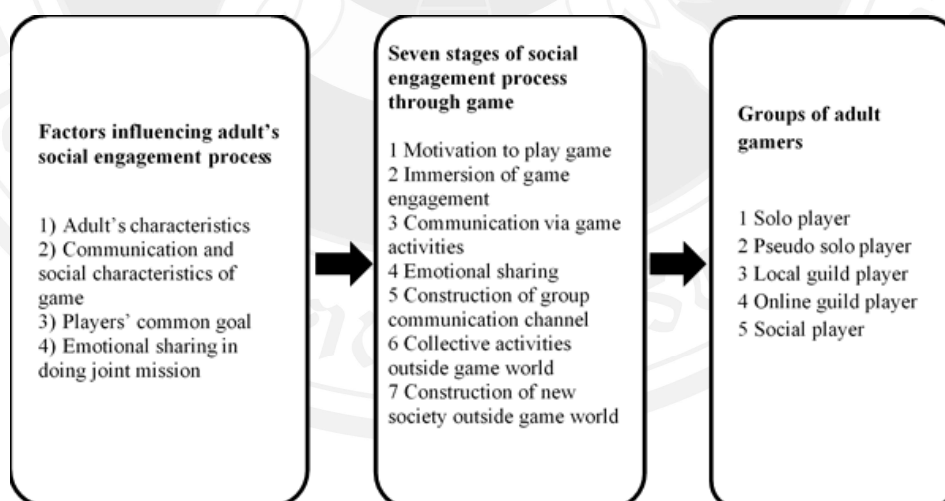 Factors influencing adult's
social engagement process
1) Adult's characteristics
2) Communication and
social characteristics of
game
3) Players' common goal
4) Emotional sharing in
doing joint mission
Seven stages of social
engagement process
through game
1 Motivation to play game
2 Immersion of game
engagement
3 Communication via game
activities
4 Emotional sharing
5 Construction of group
communication channel
6 Collective activities
outside game world
7 Construction of new
society outside game world
Groups of adult
gamers
1 Solo player
2 Pseudo solo player
3 Local guild player
4 Online guild player
5 Social player